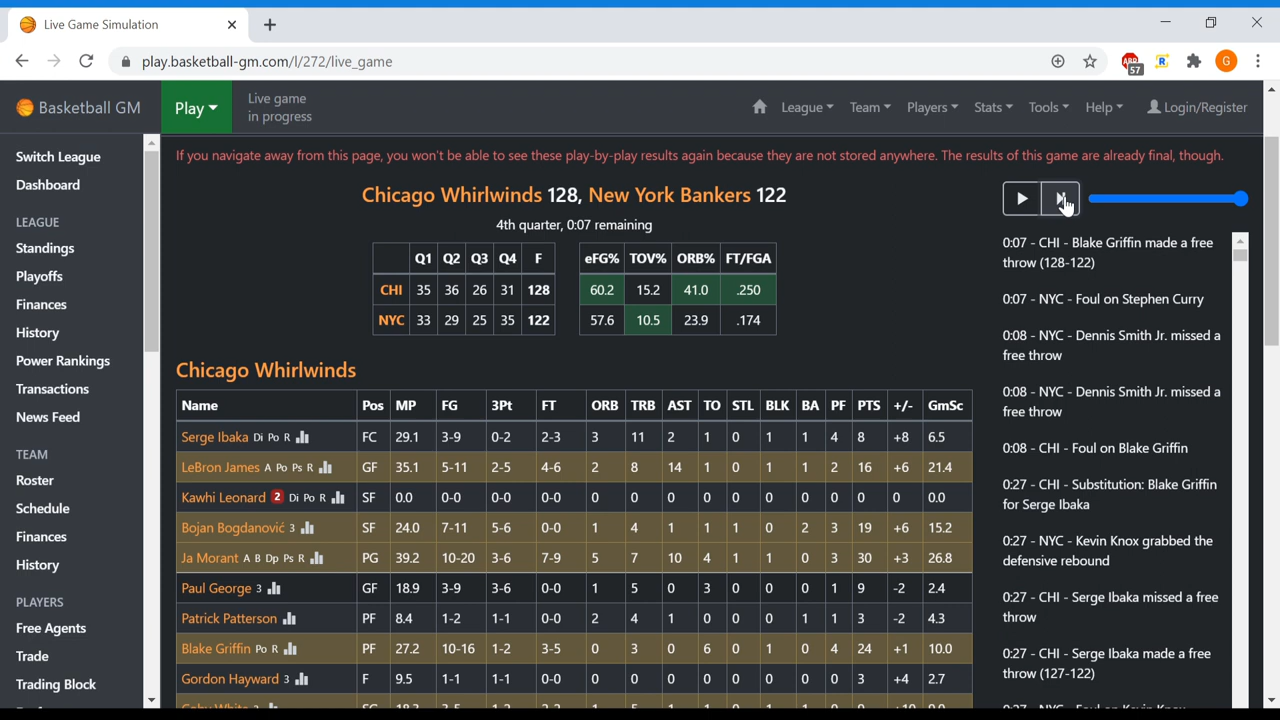 Live Game Simulation
play.basketball-gm.com/l/272/live_game
ABP
57
R
G
Basketball GM
Play
Live game
in progress
League
Team
Players
Stats
Tools
Help
Login/Register
Switch League
Dashboard
LEAGUE
Standings
Playoffs
Finances
History
Power Rankings
Transactions
News Feed
TEAM
Roster
Schedule
Finances
History
PLAYERS
Free Agents
Trade
Trading Block
If you navigate away from this page, you won't be able to see these play-by-play results again because they are not stored anywhere. The results of this game are already final, though.
Chicago Whirlwinds 128, New York Bankers 122
4th quarter, 0:07 remaining
Q1 Q2 Q3 Q4 F
CHI 35 36 26 31 128
NYC 33 29 25 35 122
eFG% TOV% ORB% FT/FGA
60.2 15.2 41.0 .250
57.6 10.5 23.9 .174
Chicago Whirlwinds
Name Pos MP FG 3Pt FT ORB TRB AST TO STL BLK BA PF PTS +/- GmSc
Serge Ibaka Di Po R FC 29.1 3-9 0-2 2-3 3 11 2 1 0 1 1 4 8 +8 6.5
LeBron James A Po Ps R GF 35.1 5-11 2-5 4-6 2 8 14 1 0 1 1 2 16 +6 21.4
Kawhi Leonard 2 Di Po R SF 0.0 0-0 0-0 0-0 0 0 0 0 0 0 0 0 0 0 0.0
Bojan Bogdanović 3 SF 24.0 7-11 5-6 0-0 1 4 1 1 1 0 2 3 19 +6 15.2
Ja Morant A B Dp Ps R PG 39.2 10-20 3-6 7-9 5 7 10 4 1 1 0 3 30 +3 26.8
Paul George 3 GF 18.9 3-9 3-6 0-0 1 5 0 3 0 0 0 1 9 -2 2.4
Patrick Patterson PF 8.4 1-2 1-1 0-0 2 4 1 0 0 0 1 1 3 -2 4.3
Blake Griffin Po R PF 27.2 10-16 1-2 3-5 0 3 0 6 0 1 0 4 24 +1 10.0
Gordon Hayward 3 F 9.5 1-1 1-1 0-0 0 0 0 0 0 0 0 0 3 +4 2.7
0:07 - CHI - Blake Griffin made a free
throw (128-122)
0:07 - NYC - Foul on Stephen Curry
0:08 - NYC - Dennis Smith Jr. missed a
free throw
0:08 - NYC - Dennis Smith Jr. missed a
free throw
0:08 - CHI - Foul on Blake Griffin
0:27 - CHI - Substitution: Blake Griffin
for Serge Ibaka
0:27 - NYC - Kevin Knox grabbed the
defensive rebound
0:27 - CHI - Serge Ibaka missed a free
throw
0:27 - CHI - Serge Ibaka made a free
throw (127-122)